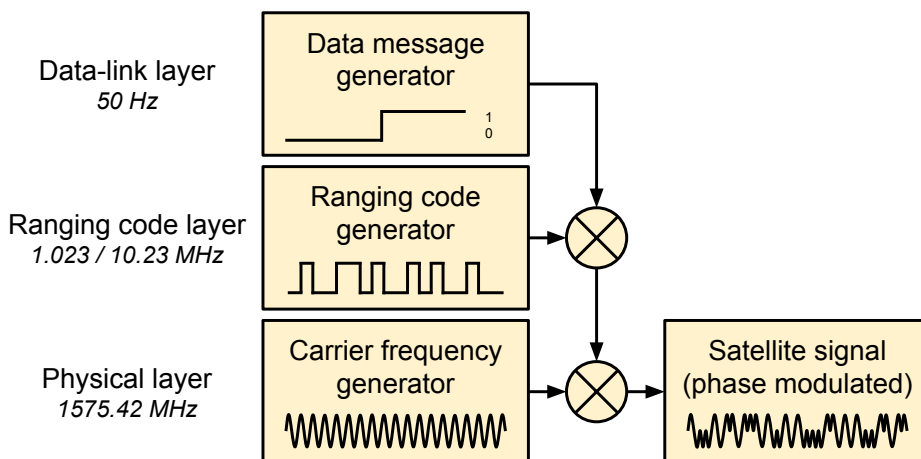 Data-link layer
50 Hz
Data message
generator
1
0
Ranging code layer
1.023 / 10.23 MHz
Ranging code
generator
Physical layer
1575.42 MHz
Carrier frequency
generator
Satellite signal
(phase modulated)